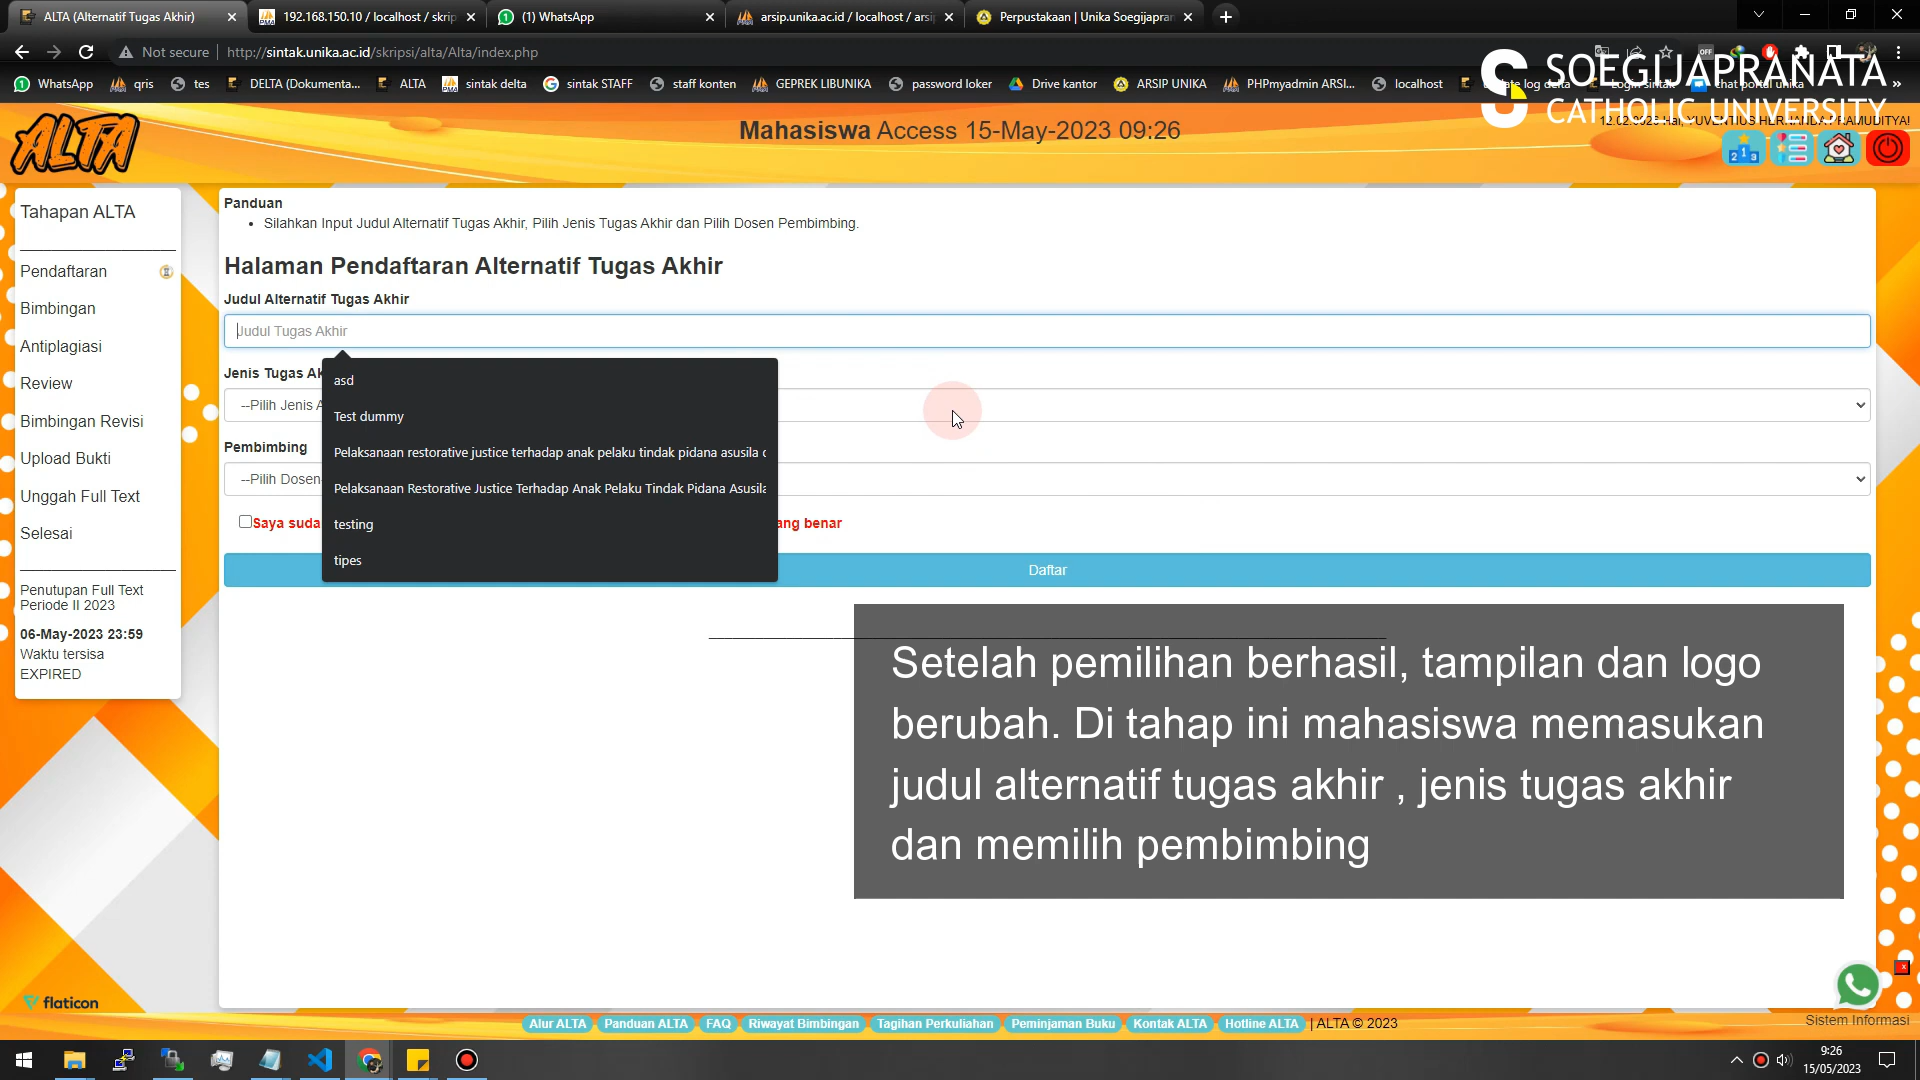 ALTA (Alternatif Tugas Akhir)
192.168.150.10 / localhost / skrip
(1) WhatsApp
arsip.unika.ac.id / localhost / arsi
Perpustakaan | Unika Soegijapran
Not secure
http://sintak.unika.ac.id/skripsi/alta/Alta/index.php
WhatsApp
qris
tes
DELTA (Dokumenta...
ALTA
sintak delta
sintak STAFF
staff konten
GEPREK LIBUNIKA
password loker
Drive kantor
ARSIP UNIKA
PHPmyadmin ARSI...
localhost
log delta
Login sintak
chat portal unika
»
SOEGIJAPRANATA
CATHOLIC UNIVERSITY
ALTA
Mahasiswa Access 15-May-2023 09:26
Tahapan ALTA
Pendaftaran
Bimbingan
Antiplagiasi
Review
Bimbingan Revisi
Upload Bukti
Unggah Full Text
Selesai
Penutupan Full Text
Periode II 2023
06-May-2023 23:59
Waktu tersisa
EXPIRED
Panduan
• Silahkan Input Judul Alternatif Tugas Akhir, Pilih Jenis Tugas Akhir dan Pilih Dosen Pembimbing.
Halaman Pendaftaran Alternatif Tugas Akhir
Judul Alternatif Tugas Akhir
Judul Tugas Akhir
Jenis Tugas Ak
--Pilih Jenis A
Pembimbing
--Pilih Dosen
Saya suda
ang benar
asd
Test dummy
Pelaksanaan restorative justice terhadap anak pelaku tindak pidana asusila
Pelaksanaan Restorative Justice Terhadap Anak Pelaku Tindak Pidana Asusila
testing
tipes
Daftar
Setelah pemilihan berhasil, tampilan dan logo
berubah. Di tahap ini mahasiswa memasukan
judul alternatif tugas akhir , jenis tugas akhir
dan memilih pembimbing
flaticon
Alur ALTA
Panduan ALTA
FAQ
Riwayat Bimbingan
Tagihan Perkuliahan
Peminjaman Buku
Kontak ALTA
Hotline ALTA
| ALTA © 2023
Sistem Informasi
9:26
15/05/2023